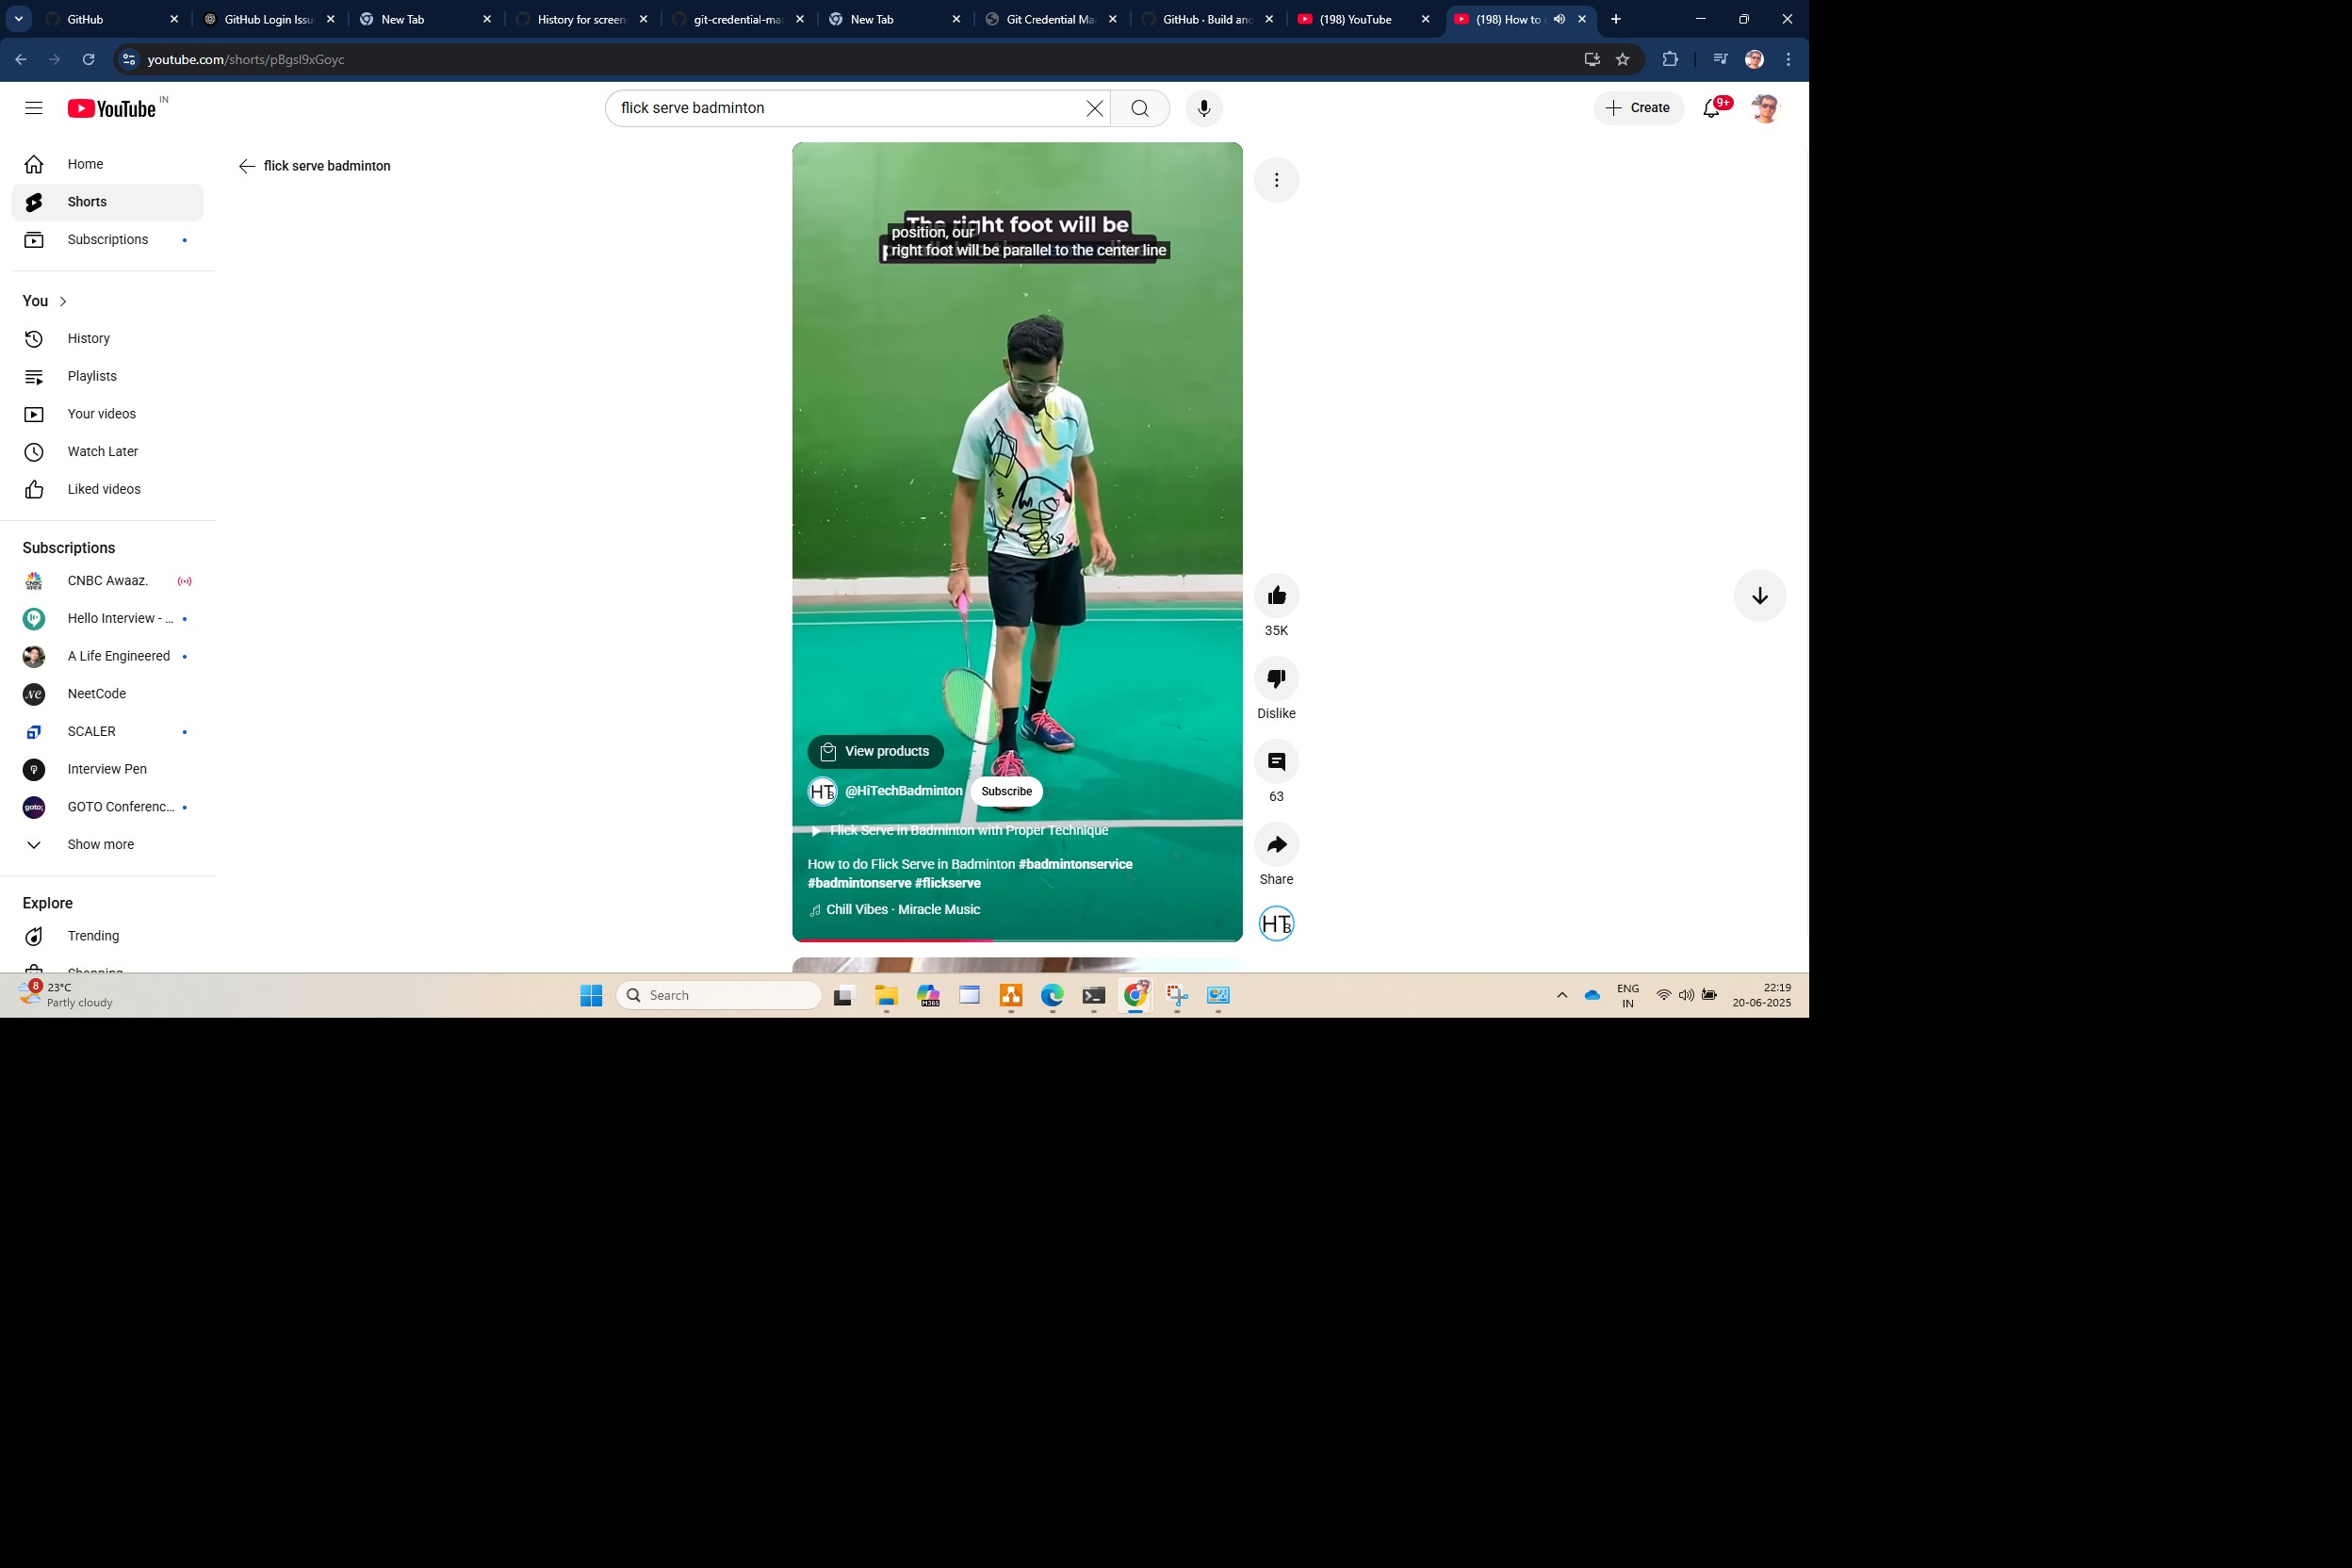 GitHub
GitHub Login Issu
New Tab
History for screen
git-credential-ma
New Tab
Git Credential Ma
GitHub · Build and
(198) YouTube
(198) How to
youtube.com/shorts/pBgsl9xGoyc
YouTube IN
flick serve badminton
Create
9+
Home
Shorts
Subscriptions
You
History
Playlists
Your videos
Watch Later
Liked videos
Subscriptions
CNBC Awaaz.
Hello Interview - ...
A Life Engineered
NeetCode
SCALER
Interview Pen
GOTO Conferenc...
Show more
Explore
Trending
Shopping
flick serve badminton
The right foot will be
position, our
right foot will be parallel to the center line
View products
HTB
@HiTechBadminton
Subscribe
Flick Serve in Badminton with Proper Technique
How to do Flick Serve in Badminton #badmintonservice
#badmintonserve #flickserve
Chill Vibes · Miracle Music
35K
Dislike
63
Share
HTB
8
23°C
Partly cloudy
Search
M365
ENG
IN
22:19
20-06-2025